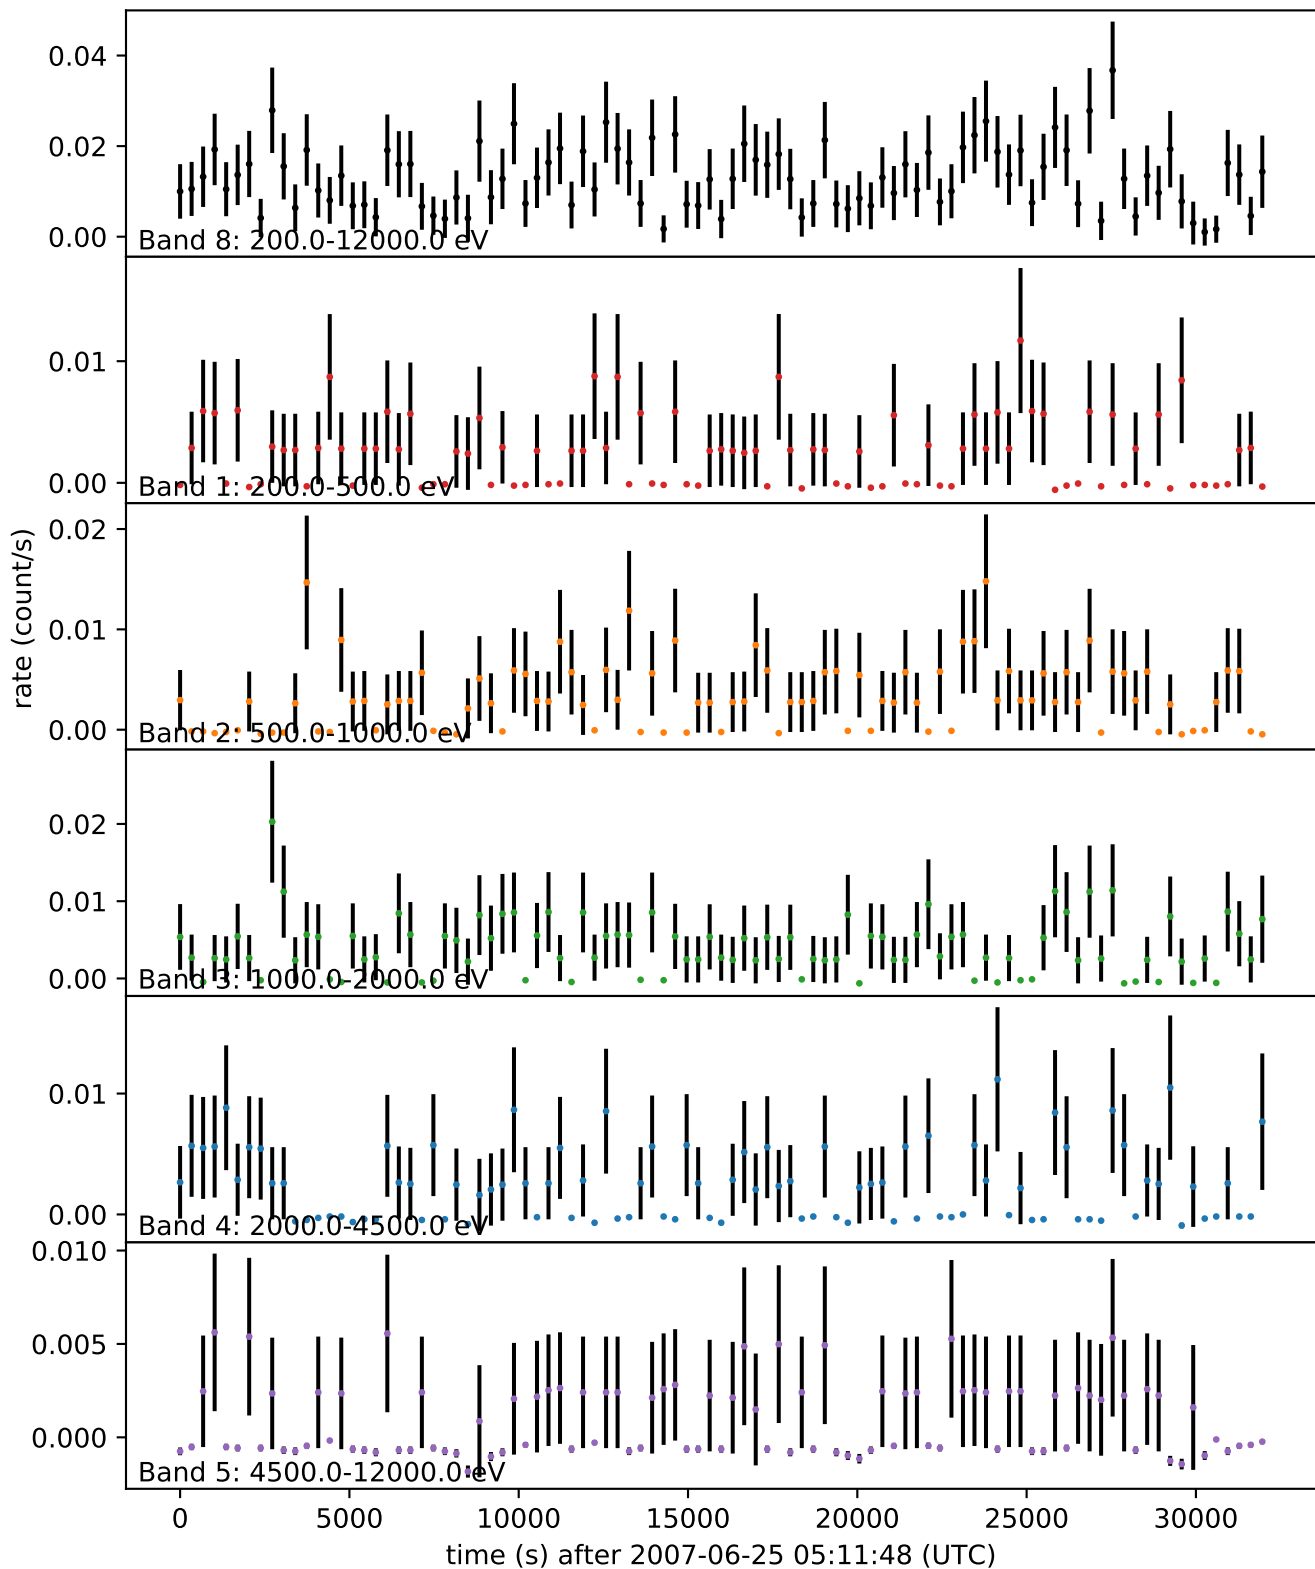 0.04
0.02
0.00
Band 8: 200.0-12000.0 eV
0.01
0.00
Band 1: 200.0-500.0 eV
0.02
0.01
0.00
Band 2: 500.0-1000.0 eV
rate (count/s)
0.02
0.01
0.00
Band 3: 1000.0-2000.0 eV
0.01
0.00
Band 4: 2000.0-4500.0 eV
0.010
0.005
0.000
Band 5: 4500.0-12000.0 eV
0 5000 10000 15000 20000 25000 30000
time (s) after 2007-06-25 05:11:48 (UTC)